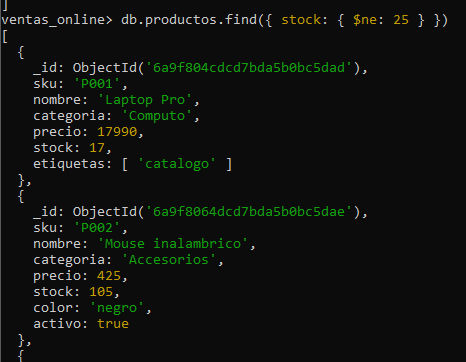 ]
ventas_online> db.productos.find({ stock: { $ne: 25 } })
[
  {
    _id: ObjectId('6a9f804cdcd7bda5b0bc5dad'),
    sku: 'P001',
    nombre: 'Laptop Pro',
    categoria: 'Computo',
    precio: 17990,
    stock: 17,
    etiquetas: [ 'catalogo' ]
  },
  {
    _id: ObjectId('6a9f8064dcd7bda5b0bc5dae'),
    sku: 'P002',
    nombre: 'Mouse inalambrico',
    categoria: 'Accesorios',
    precio: 425,
    stock: 105,
    color: 'negro',
    activo: true
  },
  {